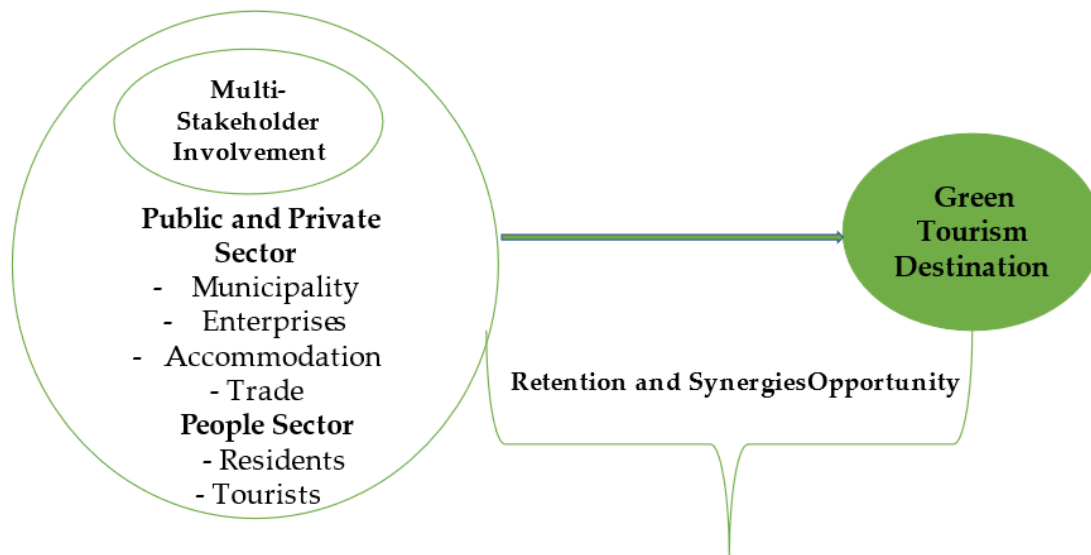 Multi-
Stakeholder
Involvement
Public and Private
Sector
- Municipality
- Enterprises
- Accommodation
- Trade
People Sector
- Residents
- Tourists
Green
Tourism
Destination
Retention and SynergiesOpportunity